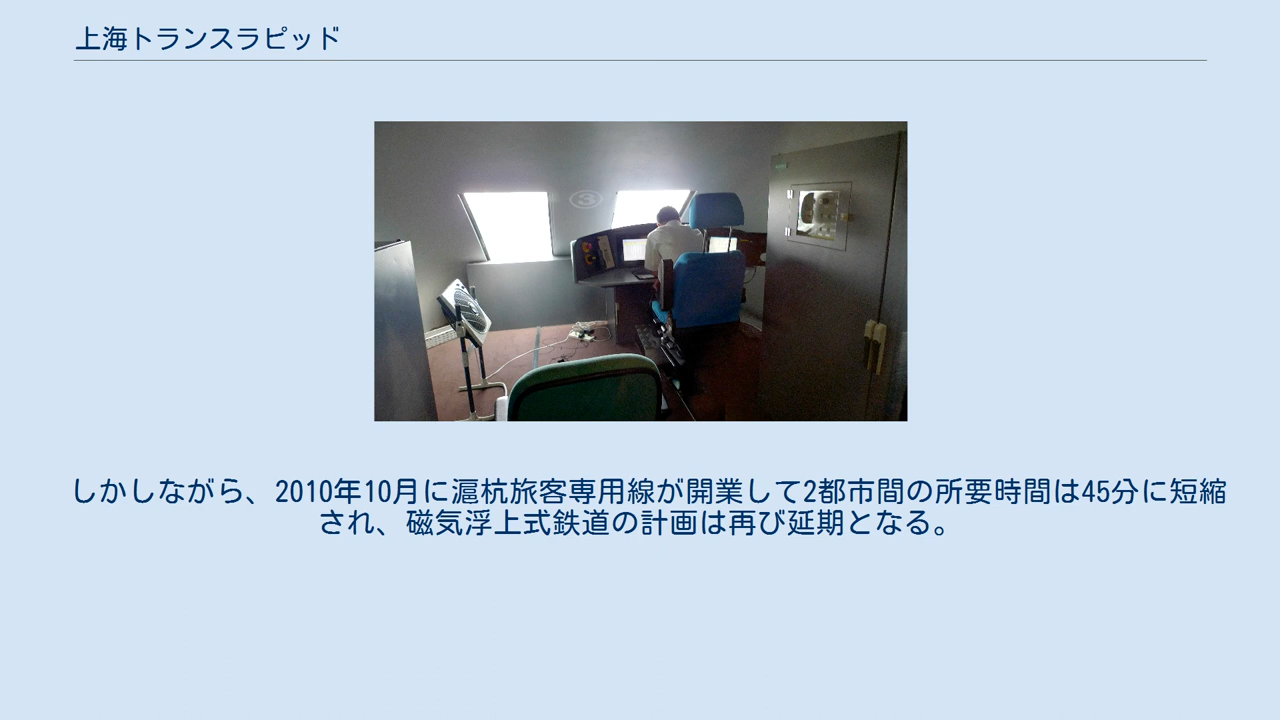 上海トランスラピッド
③
しかしながら、2010年10月に滬杭旅客専用線が開業して2都市間の所要時間は45分に短縮
され、磁気浮上式鉄道の計画は再び延期となる。